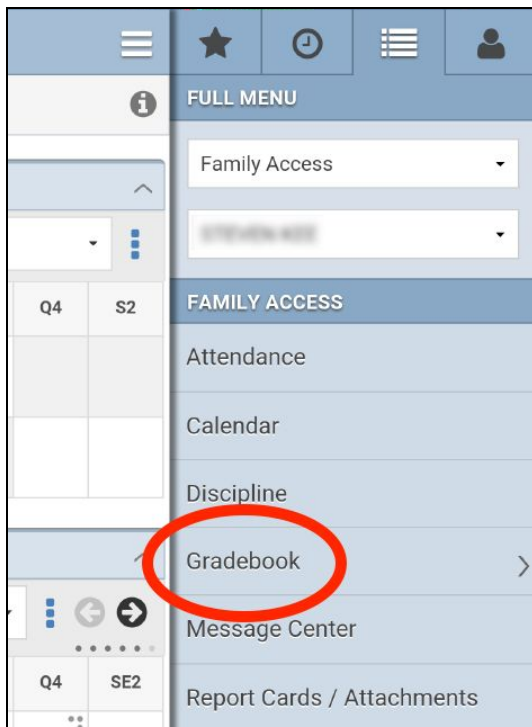 FULL MENU
Family Access
Q4 S2
FAMILY ACCESS
Attendance
Calendar
Discipline
Gradebook
Message Center
Q4 SE2
Report Cards / Attachments